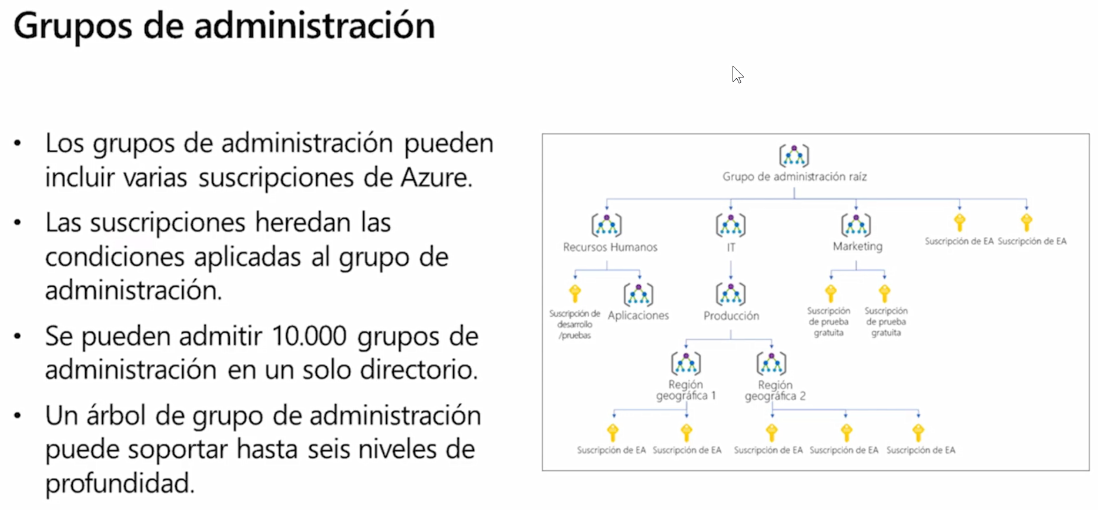 Grupos de administración
• Los grupos de administración pueden
incluir varias suscripciones de Azure.
• Las suscripciones heredan las
condiciones aplicadas al grupo de
administración.
• Se pueden admitir 10.000 grupos de
administración en un solo directorio.
• Un árbol de grupo de administración
puede soportar hasta seis niveles de
profundidad.
Grupo de administración raíz
Recursos Humanos
IT
Marketing
Suscripción de EA
Suscripción de EA
Suscripción de
desarrollo
/pruebas
Aplicaciones
Producción
Suscripción
de prueba
gratuita
Suscripción
de prueba
gratuita
Región
geográfica 1
Región
geográfica 2
Suscripción de EA
Suscripción de EA
Suscripción de EA
Suscripción de EA
Suscripción de EA